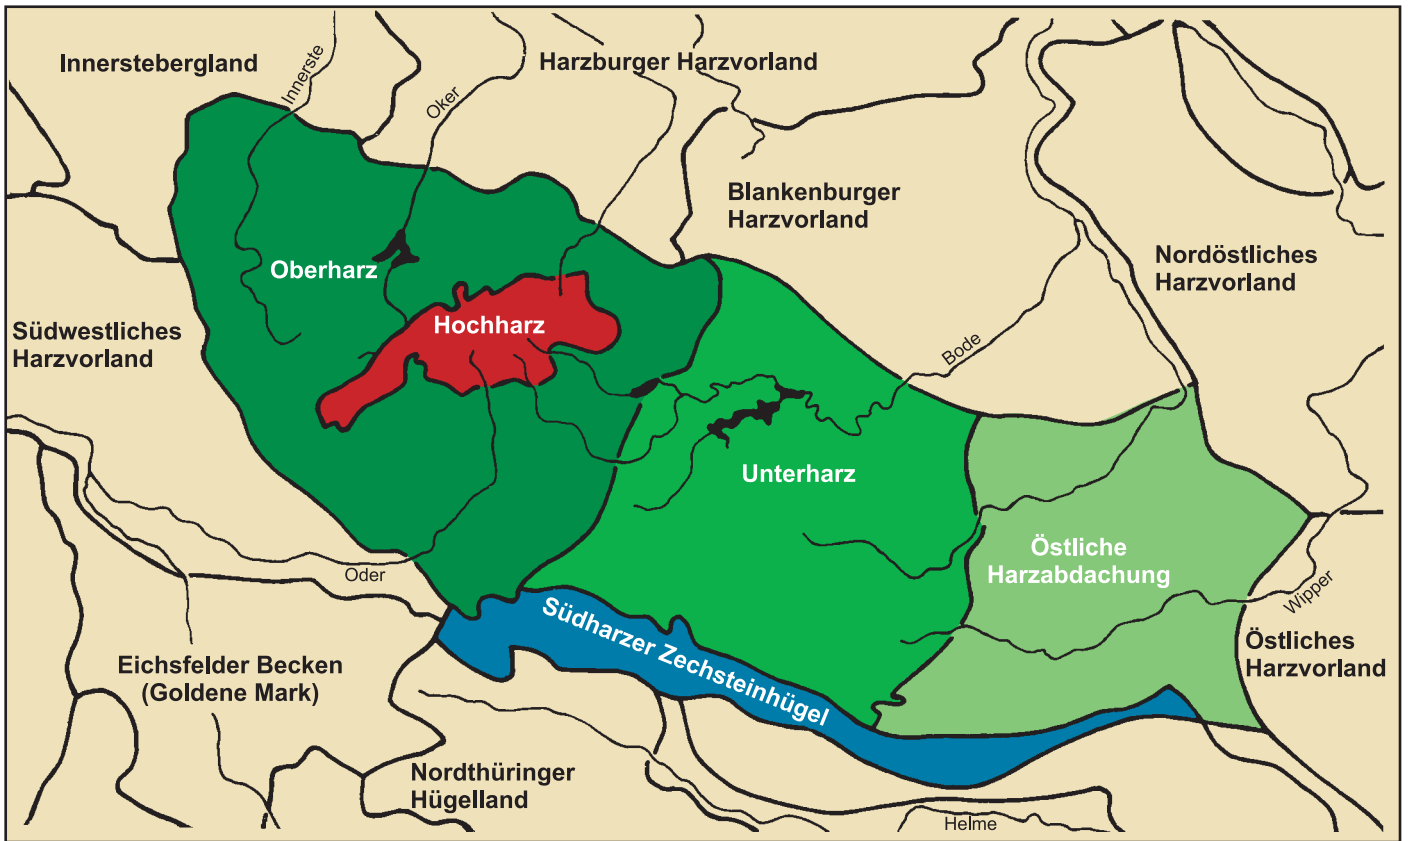 Innerstebergland
Innerste
Oker
Harzburger Harzvorland
Blankenburger
Harzvorland
Nordöstliches
Harzvorland
Oberharz
Hochharz
Südwestliches
Harzvorland
Bode
Unterharz
Östliche
Harzabdachung
Oder
Wipper
Südharzer Zechsteinhügel
Östliches
Harzvorland
Eichsfelder Becken
(Goldene Mark)
Nordthüringer
Hügelland
Helme